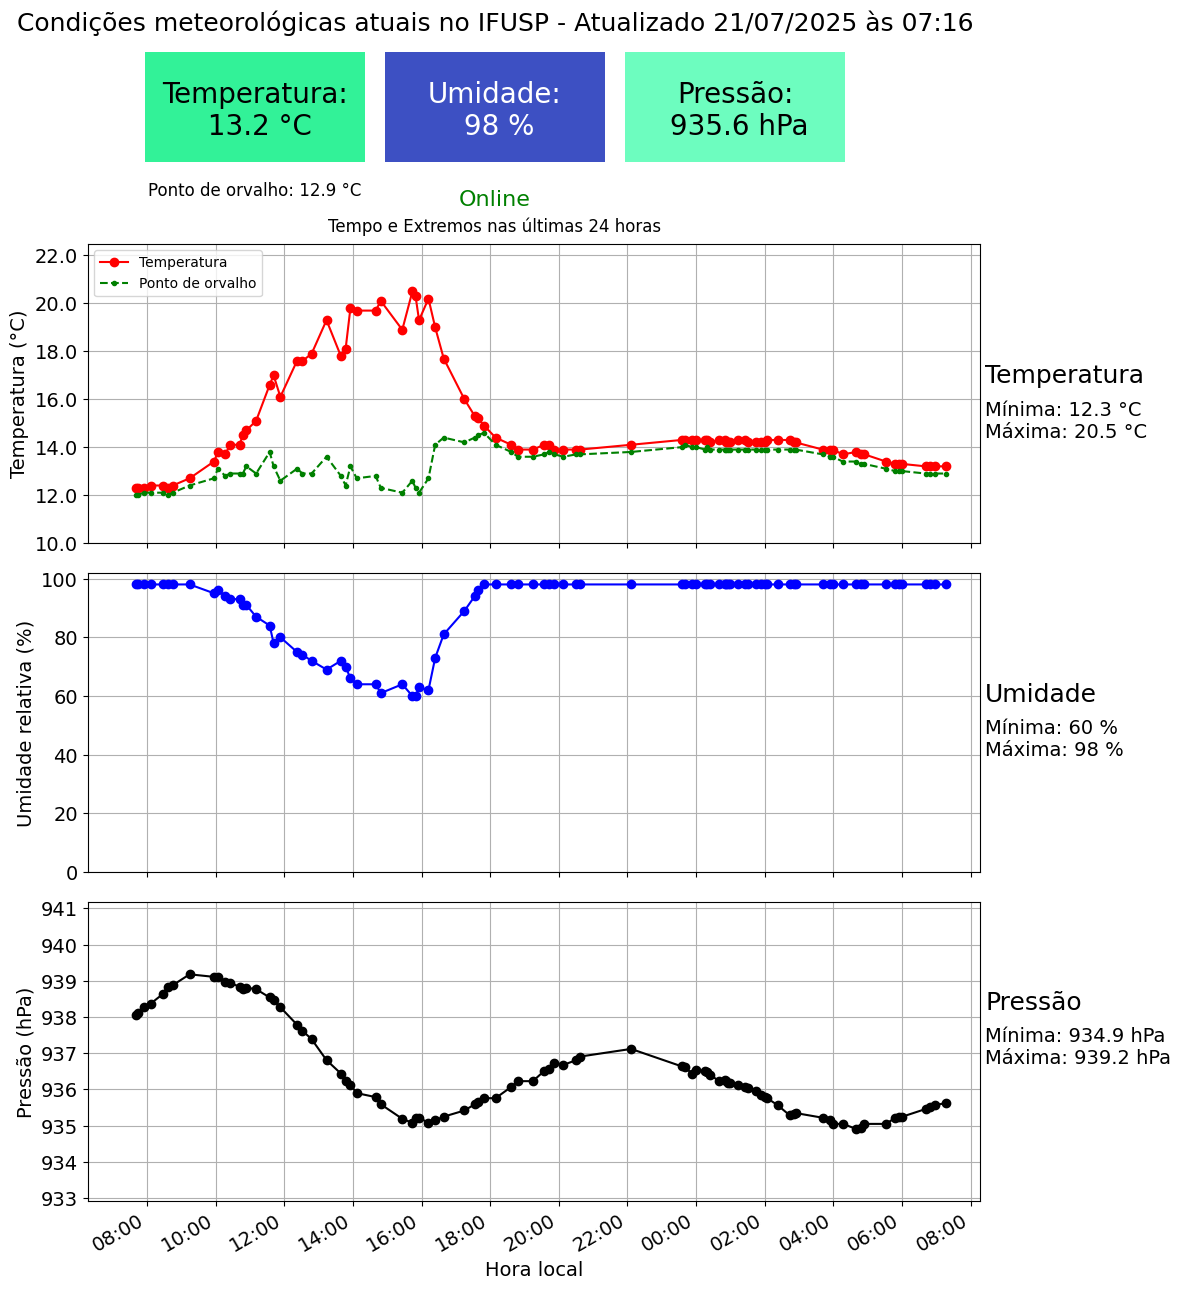 Condições meteorológicas atuais no IFUSP - Atualizado 21/07/2025 às 07:16
Temperatura:
13.2 °C
Umidade:
98 %
Pressão:
935.6 hPa
Ponto de orvalho: 12.9 °C
Online
Tempo e Extremos nas últimas 24 horas
Temperatura (°C)
22.0
20.0
18.0
16.0
14.0
12.0
10.0
Temperatura
Ponto de orvalho
Temperatura
Mínima: 12.3 °C
Máxima: 20.5 °C
Umidade relativa (%)
100
80
60
40
20
0
Umidade
Mínima: 60 %
Máxima: 98 %
Pressão (hPa)
941
940
939
938
937
936
935
934
933
Pressão
Mínima: 934.9 hPa
Máxima: 939.2 hPa
08:00 10:00 12:00 14:00 16:00 18:00 20:00 22:00 00:00 02:00 04:00 06:00 08:00
Hora local